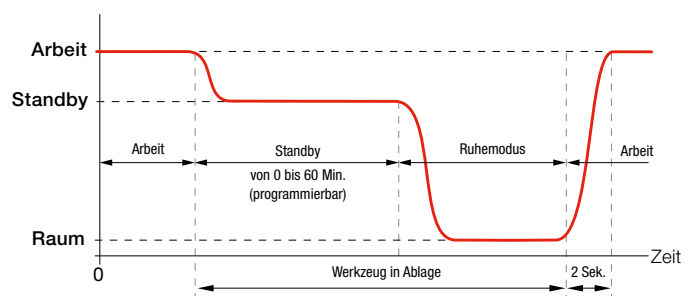 Arbeit
Standby
Arbeit
Standby
Ruhemodus
Arbeit
von 0 bis 60 Min.
(programmierbar)
Raum
Zeit
0
Werkzeug in Ablage
2 Sek.